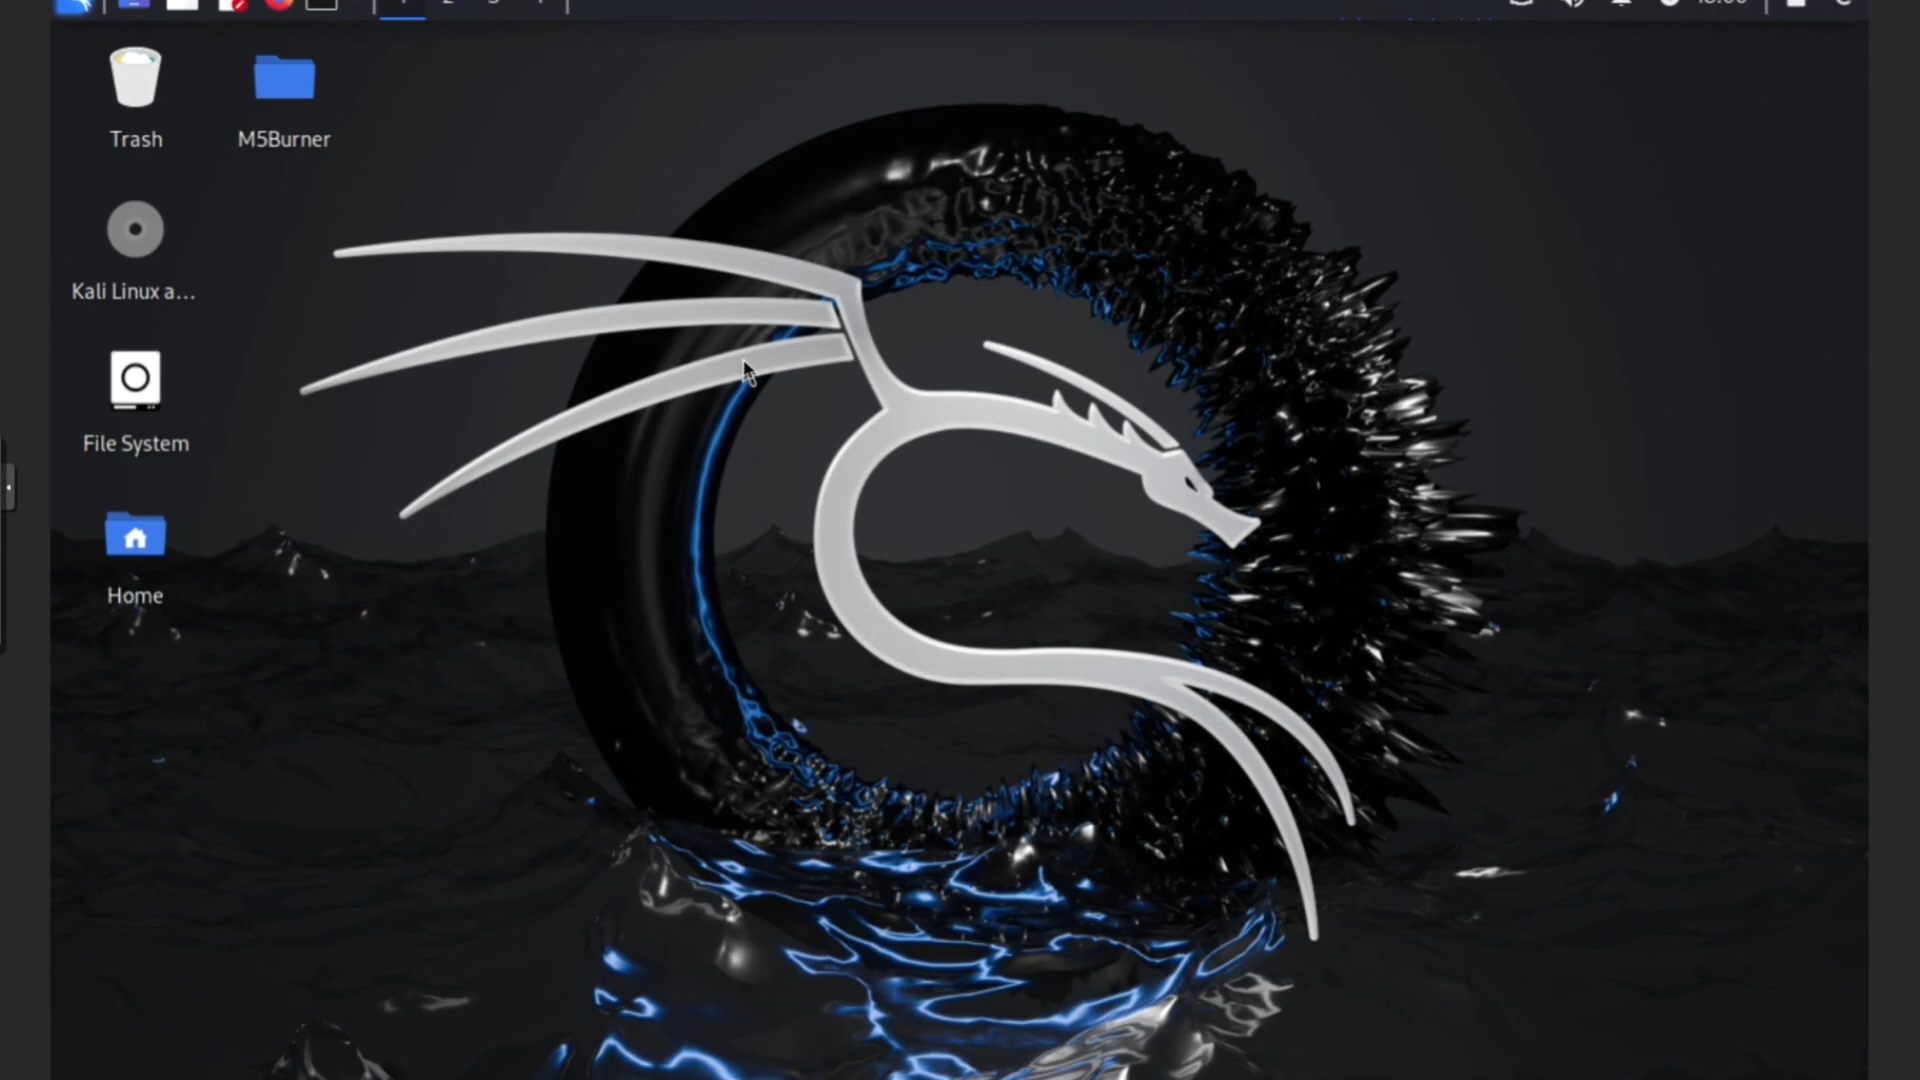 Trash
M5Burner
Kali Linux a...
File System
Home